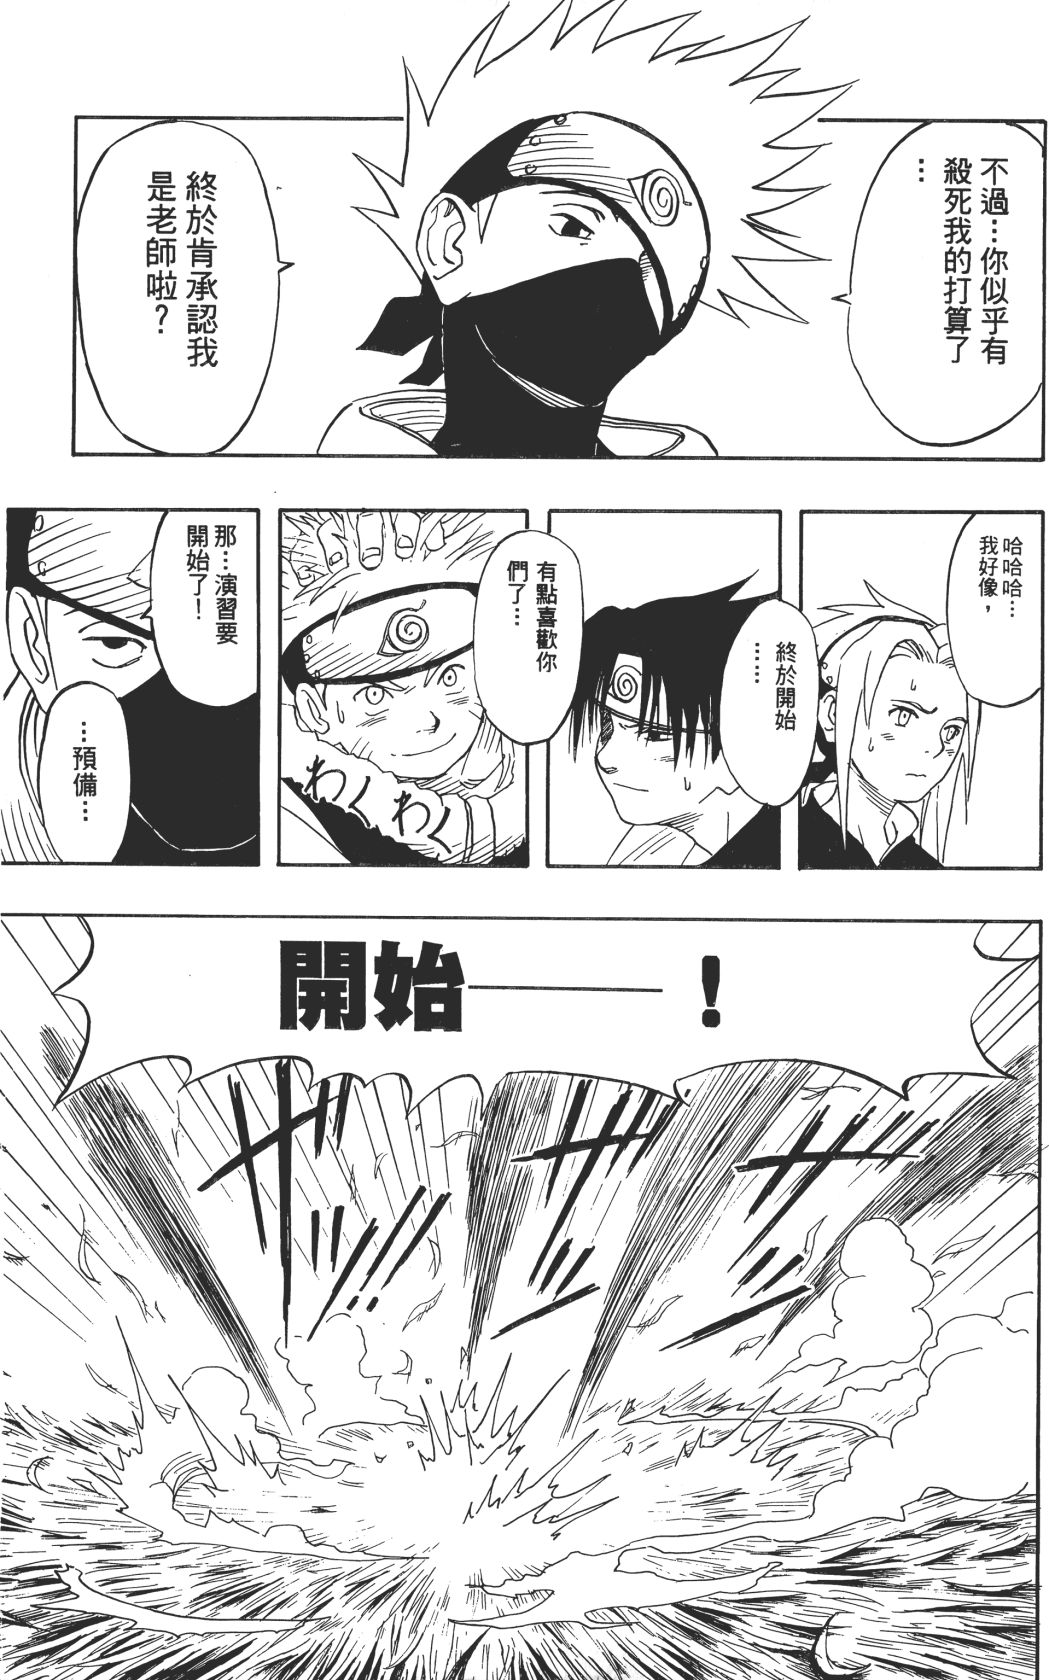 不過…你似乎有
殺死我的打算了
…
終於肯承認我
是老師啦？
哈哈哈…
我好像，
終於開始
……
有點喜歡你
們了…
わくわく
那…演習要
開始了！
…預備…
開始——！
ザッ
ザッ
ザッ!!